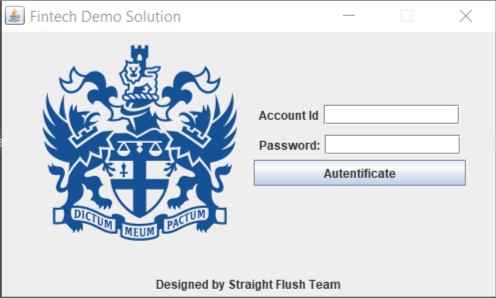 Fintech Demo Solution
Account Id
Password:
Autentificate
DICTUM MEUM PACTUM
Designed by Straight Flush Team